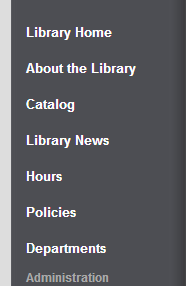 Library Home
About the Library
Catalog
Library News
Hours
Policies
Departments
Administration